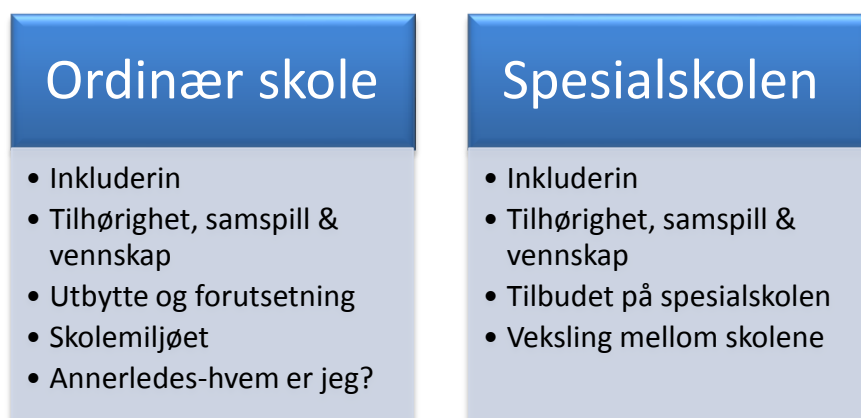 Ordinær skole
• Inkluderin
• Tilhørighet, samspill &
vennskap
• Utbytte og forutsetning
• Skolemiljøet
• Annerledes-hvem er jeg?
Spesialskolen
• Inkluderin
• Tilhørighet, samspill &
vennskap
• Tilbudet på spesialskolen
• Veksling mellom skolene